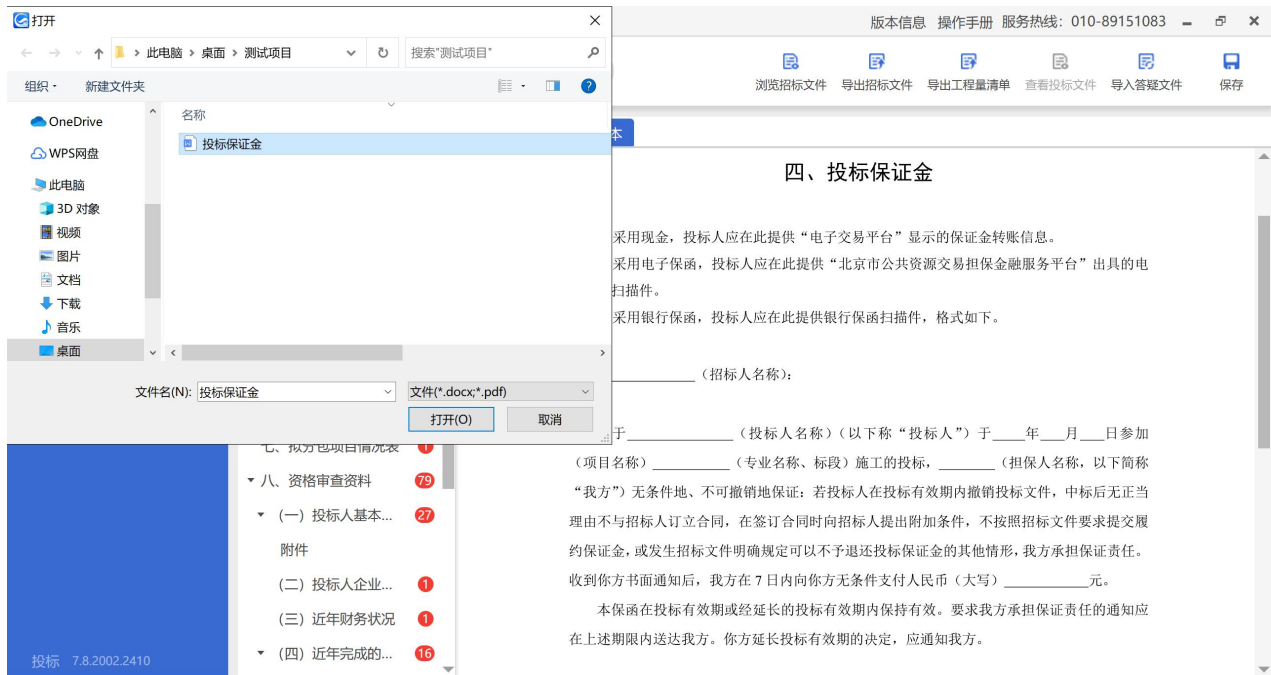 打开
版本信息 操作手册 服务热线：010-89151083
此电脑 > 桌面 > 测试项目
搜索"测试项目"
组织
新建文件夹
浏览招标文件 导出招标文件 导出工程量清单 查看投标文件 导入答疑文件 保存
OneDrive
WPS网盘
此电脑
3D 对象
视频
图片
文档
下载
音乐
桌面
名称
投标保证金
文件名(N): 投标保证金
文件(*.docx;*.pdf)
打开(O) 取消
本
四、投标保证金
采用现金，投标人应在此提供“电子交易平台”显示的保证金转账信息。
采用电子保函，投标人应在此提供“北京市公共资源交易担保金融服务平台”出具的电
扫描件。
采用银行保函，投标人应在此提供银行保函扫描件，格式如下。
（招标人名称）：
于____________（投标人名称）（以下称“投标人”）于____年___月___日参加
（项目名称）__________（专业名称、标段）施工的投标，_______（担保人名称，以下简称
“我方”）无条件地、不可撤销地保证：若投标人在投标有效期内撤销投标文件，中标后无正当
理由不与招标人订立合同，在签订合同时向招标人提出附加条件，不按照招标文件要求提交履
约保证金，或发生招标文件明确规定可以不予退还投标保证金的其他情形，我方承担保证责任。
收到你方书面通知后，我方在 7 日内向你方无条件支付人民币（大写）___________元。
本保函在投标有效期或经延长的投标有效期内保持有效。要求我方承担保证责任的通知应
在上述期限内送达我方。你方延长投标有效期的决定，应通知我方。
七、拟分包项目情况表 1
八、资格审查资料 79
（一）投标人基本... 27
附件
（二）投标人企业... 1
（三）近年财务状况 1
（四）近年完成的... 16
投标 7.8.2002.2410